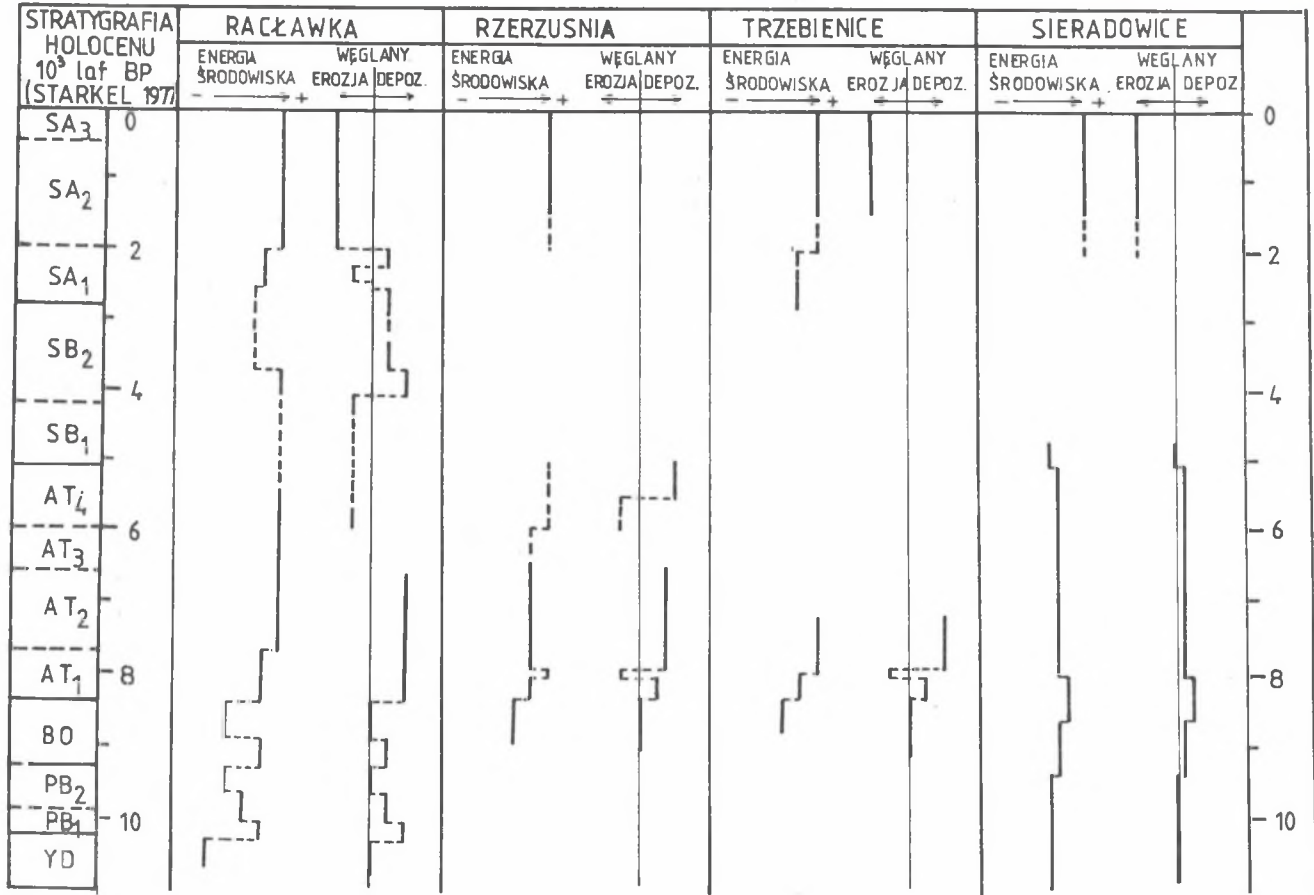 STRATYGRAFIA
HOLOCENU
10³ laf BP
(STARKEL 197
RACŁAWKA
RZERZUSNIA
TRZEBIENICE
SIERADOWICE
ENERGIA
ŚRODOWISKA
- +
WĘGLANY
EROZJA DEPOZ.
ENERGIA
ŚRODOWISKA
- +
WĘGLANY
EROZJA DEPOZ.
ENERGIA
ŚRODOWISKA
- +
WĘGLANY
EROZJA DEPOZ.
ENERGIA
ŚRODOWISKA
- +
WĘGLANY
EROZJA DEPOZ
SA₃
SA₂
SA₁
SB₂
SB₁
AT₄
AT₃
AT₂
AT₁
BO
PB₂
PB₁
YD
0
2
4
6
8
10
0
2
4
6
8
10